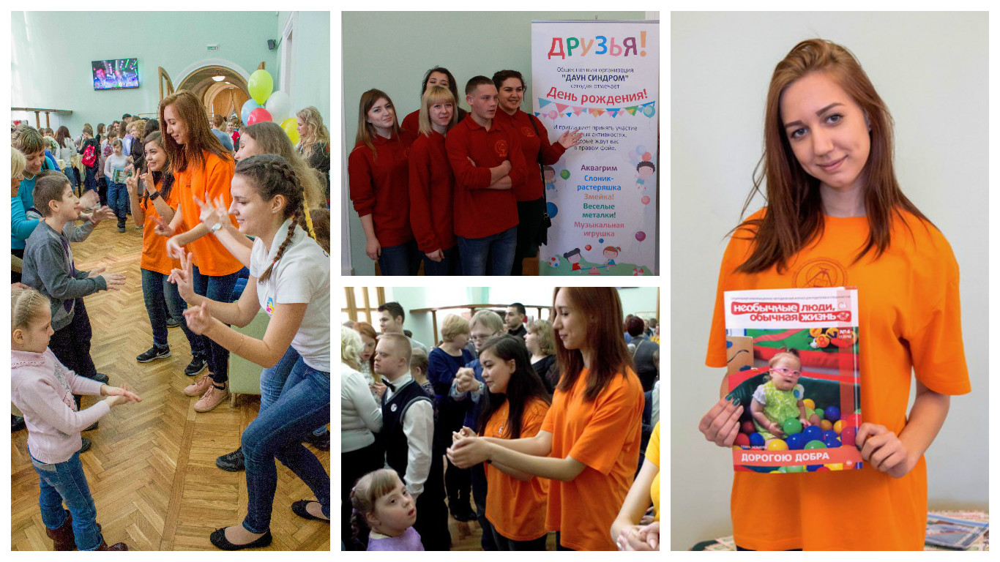 ДРУЗЬЯ!
Общественная организация
"ДАУН СИНДРОМ"
сегодня отмечает
День рождения!
И приглашает принять участие
активностях,
которые ждут вас
в правом фойе.
Аквагрим
Слоник-
растеряшка
Змейка!
Веселые
металки!
Музыкальная
игрушка
необычные люди,
обычная жизнь
№4
ДОРОГОЮ ДОБРА